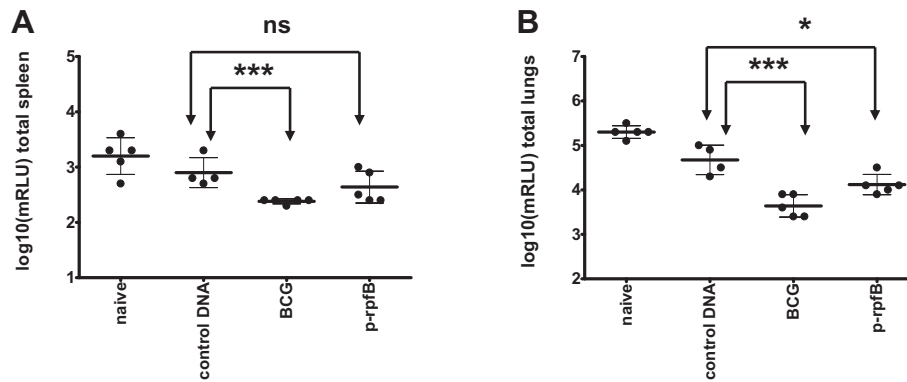 A
ns
***
log10(mRLU) total spleen
5
4
3
2
1
naive
control DNA
BCG
p-rpfB
B
*
***
log10(mRLU) total lungs
7
6
5
4
3
2
naive
control DNA
BCG
p-rpfB